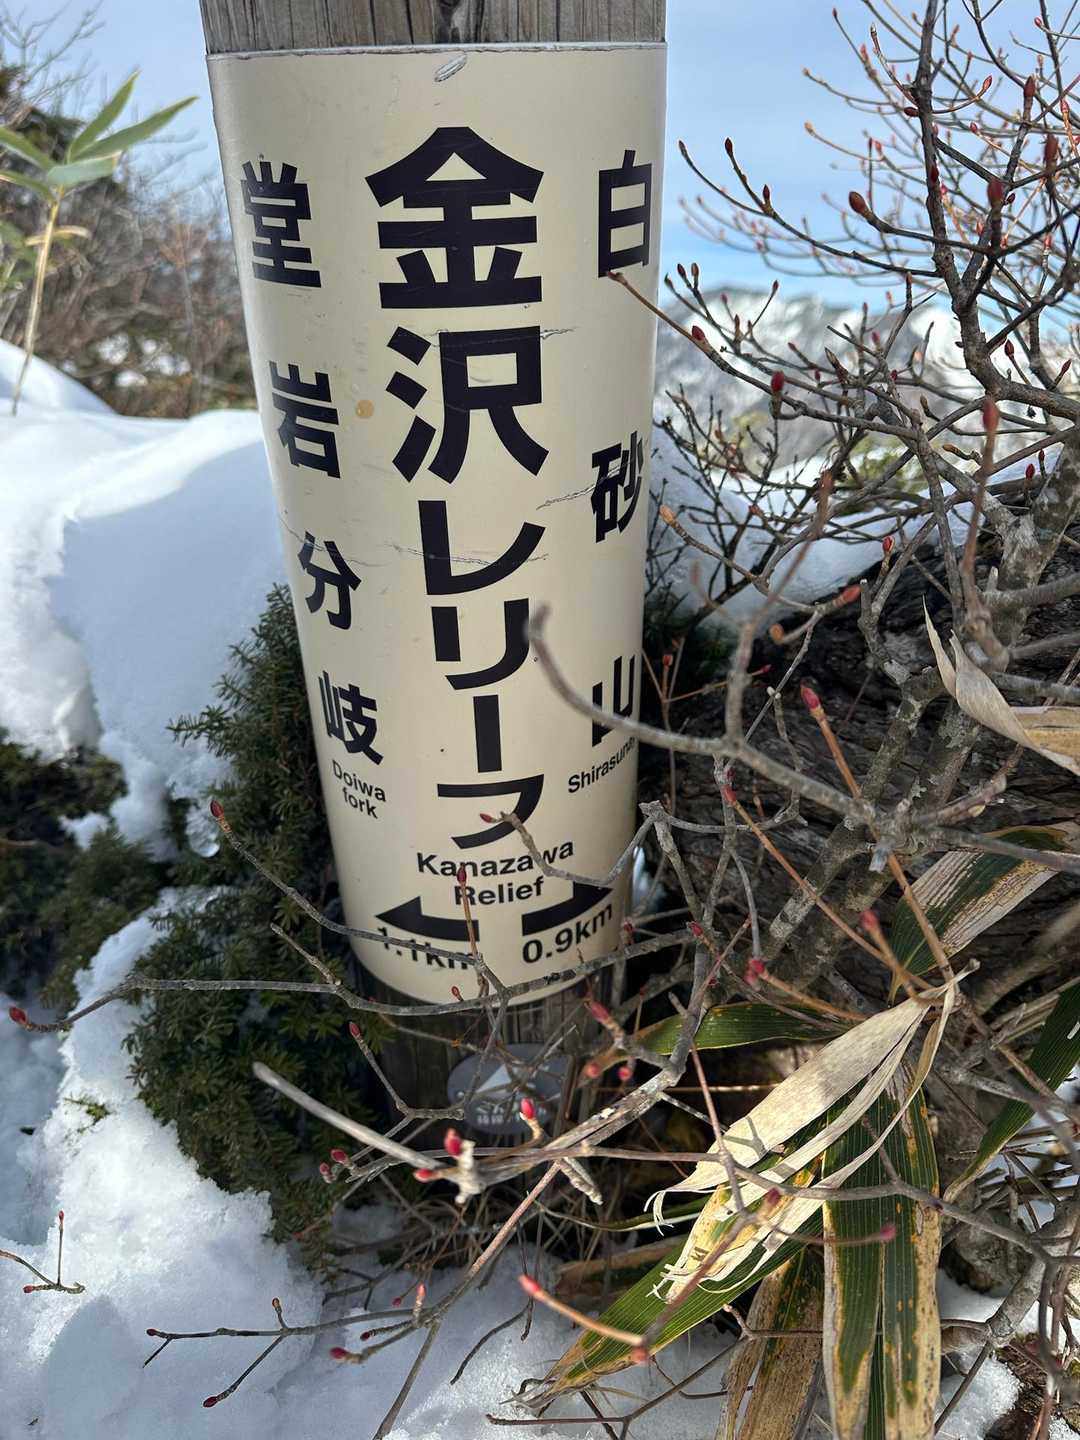 金沢レリーフ
Kanazawa
Relief
堂岩分岐
Doiwa
fork
1.1km
白砂山
0.9km